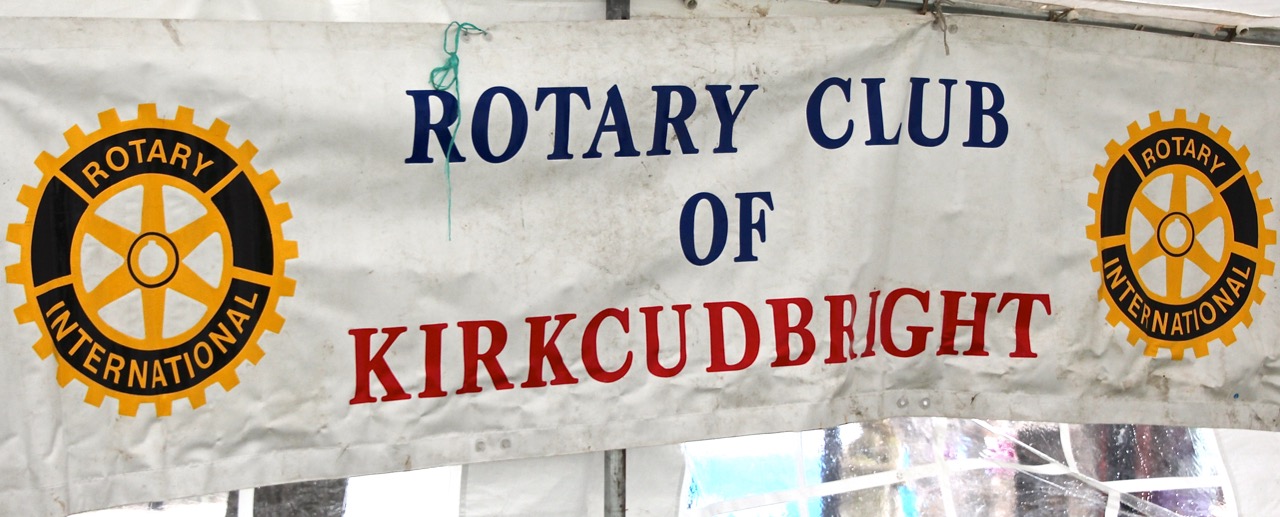 ROTARY CLUB
OF
KIRKCUDBRIGHT
ROTARY
INTERNATIONAL
ROTARY
INTERNATIONAL